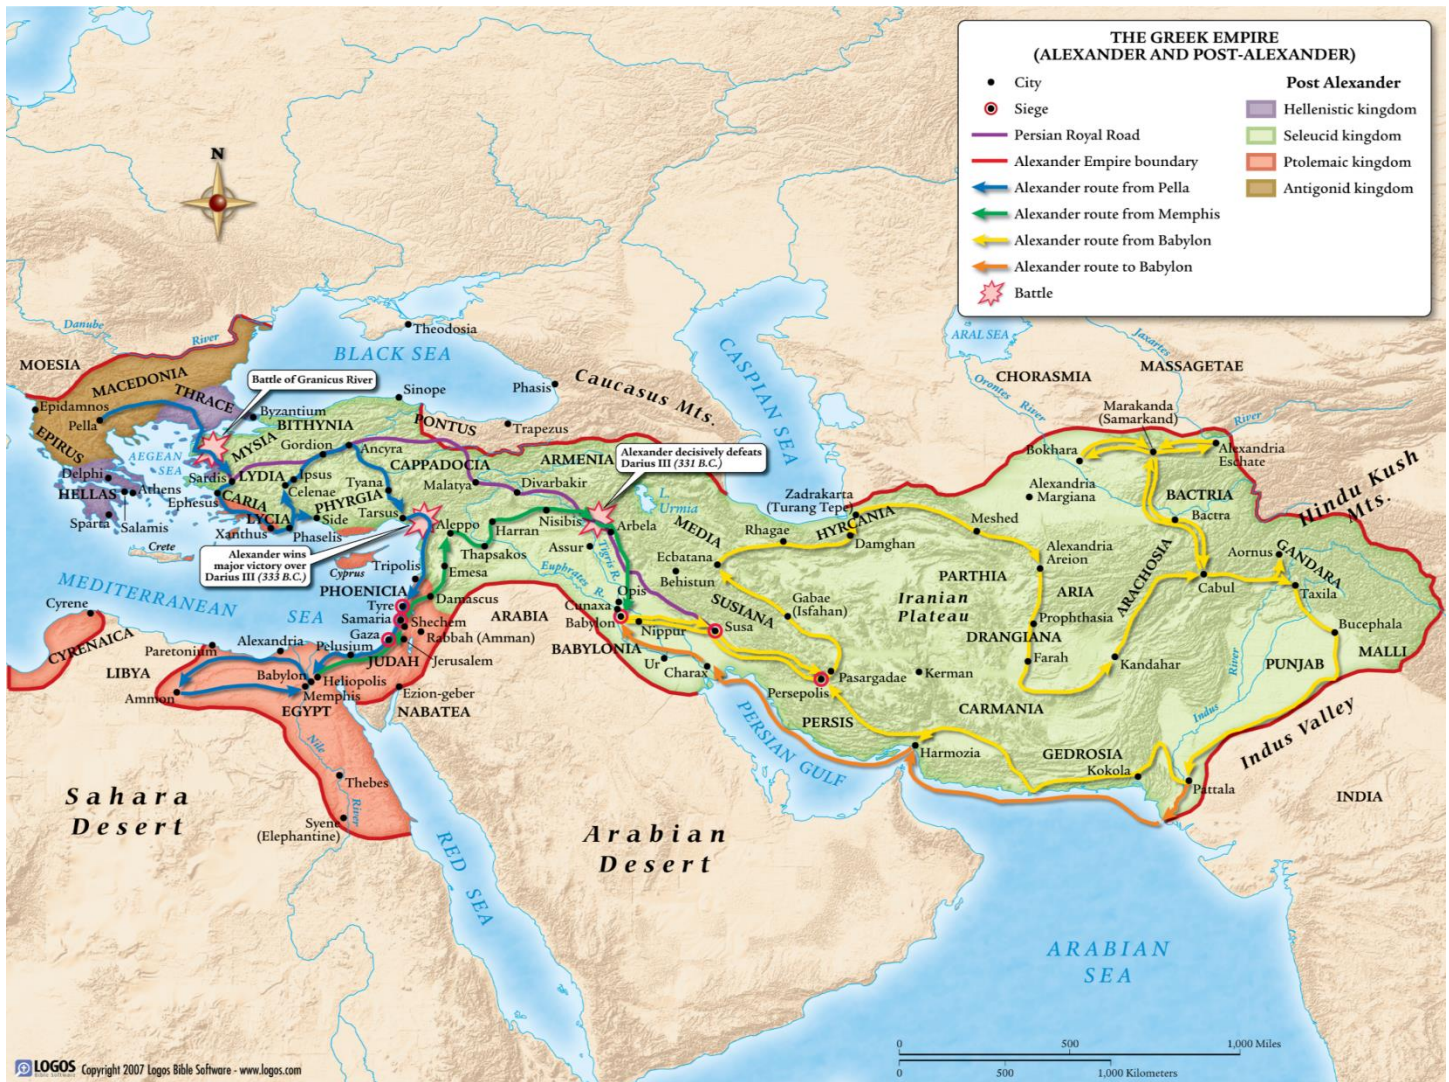 THE GREEK EMPIRE
(ALEXANDER AND POST-ALEXANDER)
City
Siege
Persian Royal Road
Alexander Empire boundary
Alexander route from Pella
Alexander route from Memphis
Alexander route from Babylon
Alexander route to Babylon
Battle
Post Alexander
Hellenistic kingdom
Seleucid kingdom
Ptolemaic kingdom
Antigonid kingdom
N
Danube
River
MOESIA
MACEDONIA
THRACE
Epidamnos
Pella
EPIRUS
AEGEAN
SEA
Delphi
HELLAS
Athens
Sparta
Salamis
Crete
Battle of Granicus River
Byzantium
BITHYNIA
MYSIA
Gordion
Ancyra
Sardis
LYDIA
Ipsus
Celenae
Ephesus
CARIA
PHYRGIA
LYCIA
Side
Xanthus
Phaselis
Tyana
Tarsus
CAPPADOCIA
Malatya
Divarbakir
BLACK SEA
Theodosia
Sinope
Phasis
PONTUS
Trapezus
Caucasus Mts.
ARMENIA
CASPIAN SEA
Alexander decisively defeats
Darius III (331 B.C.)
Alexander wins
major victory over
Darius III (333 B.C.)
L.
Urmia
Aleppo
Harran
Nisibis
Arbela
Thapsakos
Assur
Tigris R.
Euphrates
R.
Emesa
Cyprus
Tripolis
PHOENICIA
Damascus
Tyre
Samaria
Shechem
Gaza
Rabbah (Amman)
JUDAH
Jerusalem
Pelusium
MEDITERRANEAN
SEA
Cyrene
CYRENAICA
LIBYA
Paretonium
Alexandria
Babylon
Heliopolis
Memphis
Ammon
EGYPT
Ezion-geber
NABATEA
Nile
River
Thebes
Syene
(Elephantine)
Sahara
Desert
RED SEA
ARABIA
Arabian
Desert
MEDIA
Ecbatana
Behistun
Opis
Cunaxa
Babylon
Nippur
SUSIANA
Susa
BABYLONIA
Ur
Charax
Rhagae
Zadrakarta
(Turang Tepe)
HYRCANIA
Damghan
Gabae
(Isfahan)
Pasargadae
Persepolis
PERSIS
PERSIAN GULF
Kerman
CARMANIA
Harmozia
Iranian
Plateau
PARTHIA
Meshed
Alexandria
Areion
ARIA
Prophthasia
DRANGIANA
Farah
Kandahar
ARACHOSIA
GEDROSIA
Kokola
Pattala
ARAL SEA
Jaxartes
River
Orontes River
CHORASMIA
MASSAGETAE
Marakanda
(Samarkand)
Bokhara
Alexandria
Eschate
Alexandria
Margiana
BACTRIA
Bactra
Hindu Kush
Mts.
Aornus
GANDARA
Cabul
Taxila
Bucephala
PUNJAB
MALLI
Indus
River
Indus Valley
INDIA
ARABIAN
SEA
0 500 1,000 Miles
0 500 1,000 Kilometers
LOGOS
Bible Software
Copyright 2007 Logos Bible Software - www.logos.com